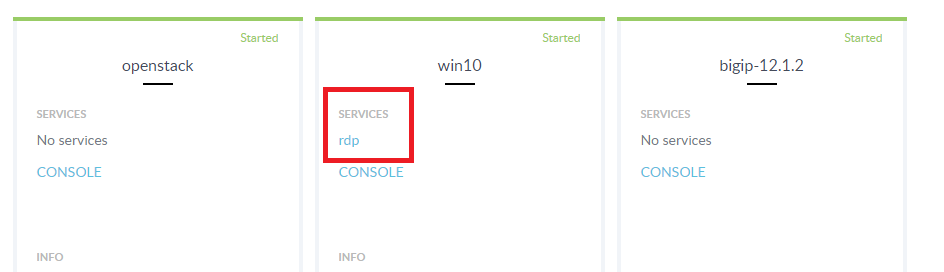 Started
openstack
SERVICES
No services
CONSOLE
INFO
Started
win10
SERVICES
rdp
CONSOLE
INFO
Started
bigip-12.1.2
SERVICES
No services
CONSOLE